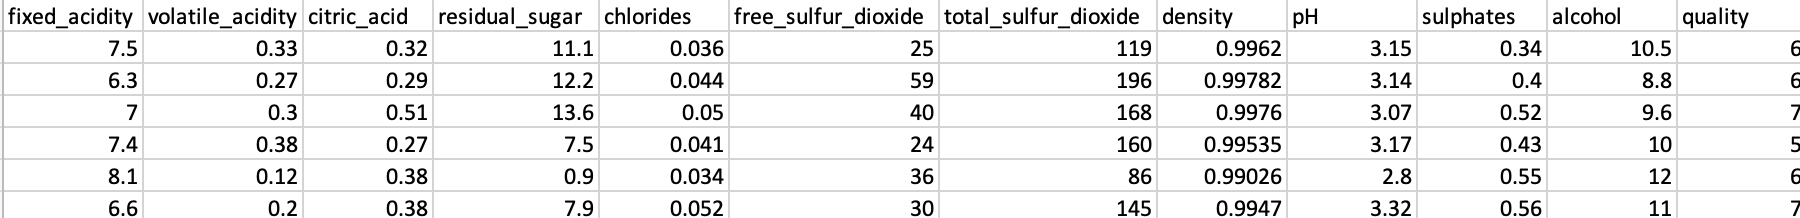 fixed_acidity volatile_acidity citric_acid residual_sugar chlorides free_sulfur_dioxide total_sulfur_dioxide density pH sulphates alcohol quality
7.5 0.33 0.32 11.1 0.036 25 119 0.9962 3.15 0.34 10.5 6
6.3 0.27 0.29 12.2 0.044 59 196 0.99782 3.14 0.4 8.8 6
7 0.3 0.51 13.6 0.05 40 168 0.9976 3.07 0.52 9.6 7
7.4 0.38 0.27 7.5 0.041 24 160 0.99535 3.17 0.43 10 5
8.1 0.12 0.38 0.9 0.034 36 86 0.99026 2.8 0.55 12 6
6.6 0.2 0.38 7.9 0.052 30 145 0.9947 3.32 0.56 11 7